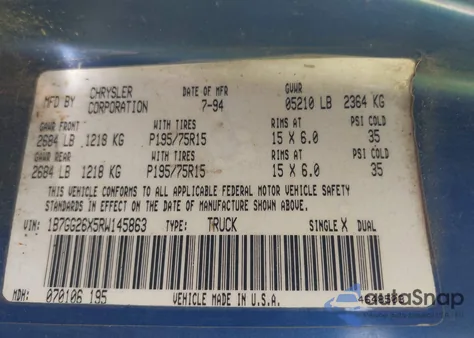 MFD BY CHRYSLER CORPORATION DATE OF MFR 7-94 GVWR 05210 LB 2364 KG
GAWR FRONT WITH TIRES RIMS AT PSI COLD
2684 LB 1218 KG P195/75R15 15 X 6.0 35
GAWR REAR WITH TIRES RIMS AT PSI COLD
2684 LB 1218 KG P195/75R15 15 X 6.0 35
THIS VEHICLE CONFORMS TO ALL APPLICABLE FEDERAL MOTOR VEHICLE SAFETY
STANDARDS IN EFFECT ON THE DATE OF MANUFACTURE SHOWN ABOVE.
VIN: 1B7GG26X5RW145863 TYPE: TRUCK SINGLE X DUAL
MDH: 070106 195 VEHICLE MADE IN U.S.A.
autoSnap